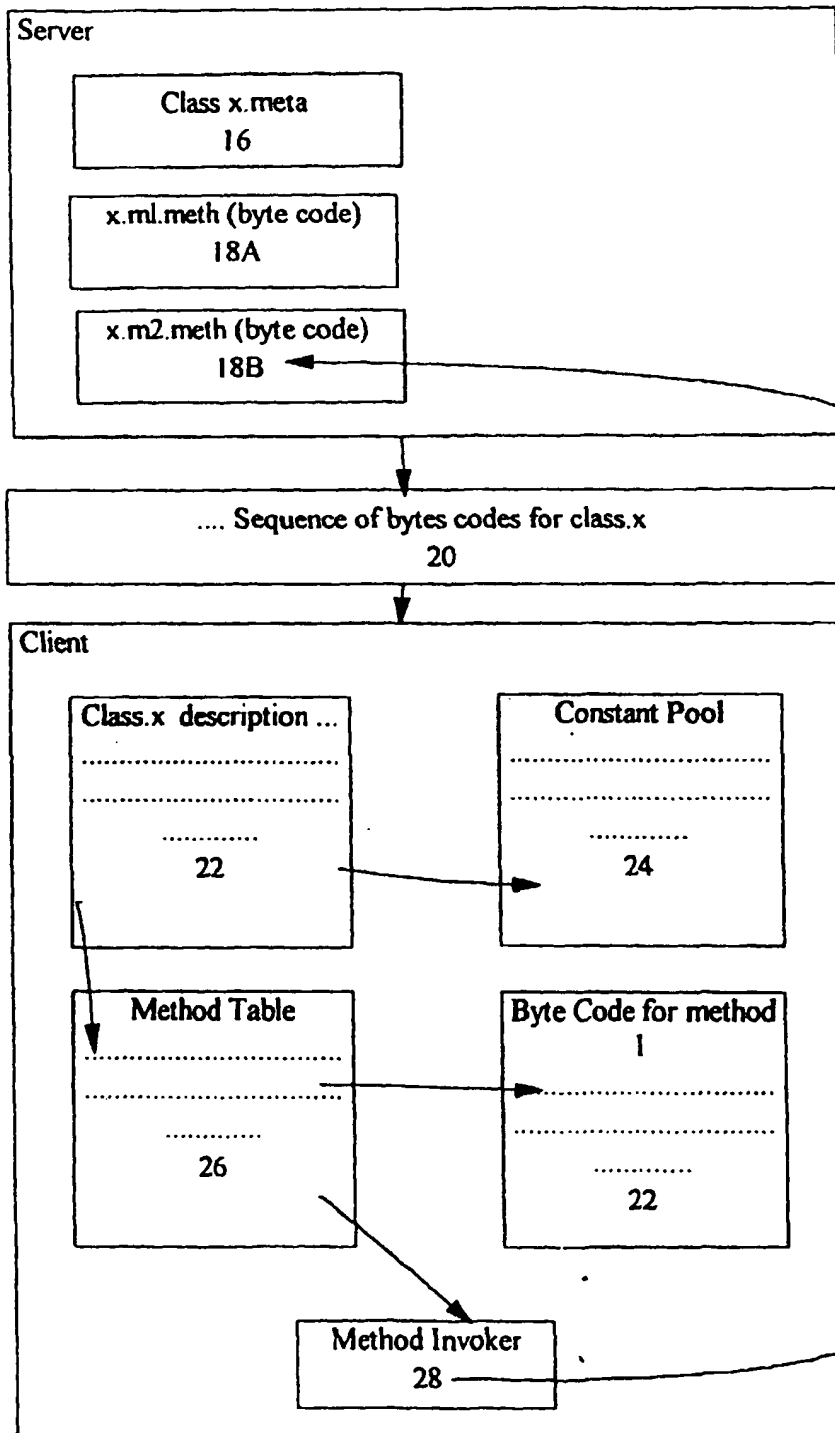 Server
Class x.meta
16
x.ml.meth (byte code)
18A
x.m2.meth (byte code)
18B
.... Sequence of bytes codes for class.x
20
Client
Class.x description ...
22
Constant Pool
24
Method Table
26
Byte Code for method
1
22
Method Invoker
28